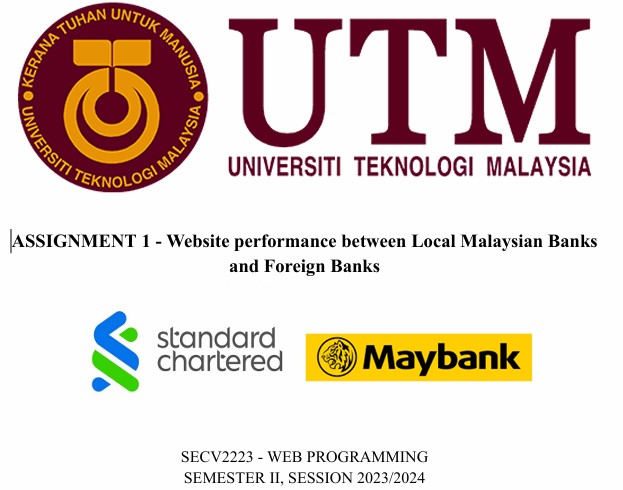 KERANA TUHAN UNTUK MANUSIA
UNIVERSITI TEKNOLOGI MALAYSIA
UTM
UNIVERSITI TEKNOLOGI MALAYSIA
ASSIGNMENT 1 - Website performance between Local Malaysian Banks
and Foreign Banks
standard
chartered
Maybank
SECV2223 - WEB PROGRAMMING
SEMESTER II, SESSION 2023/2024